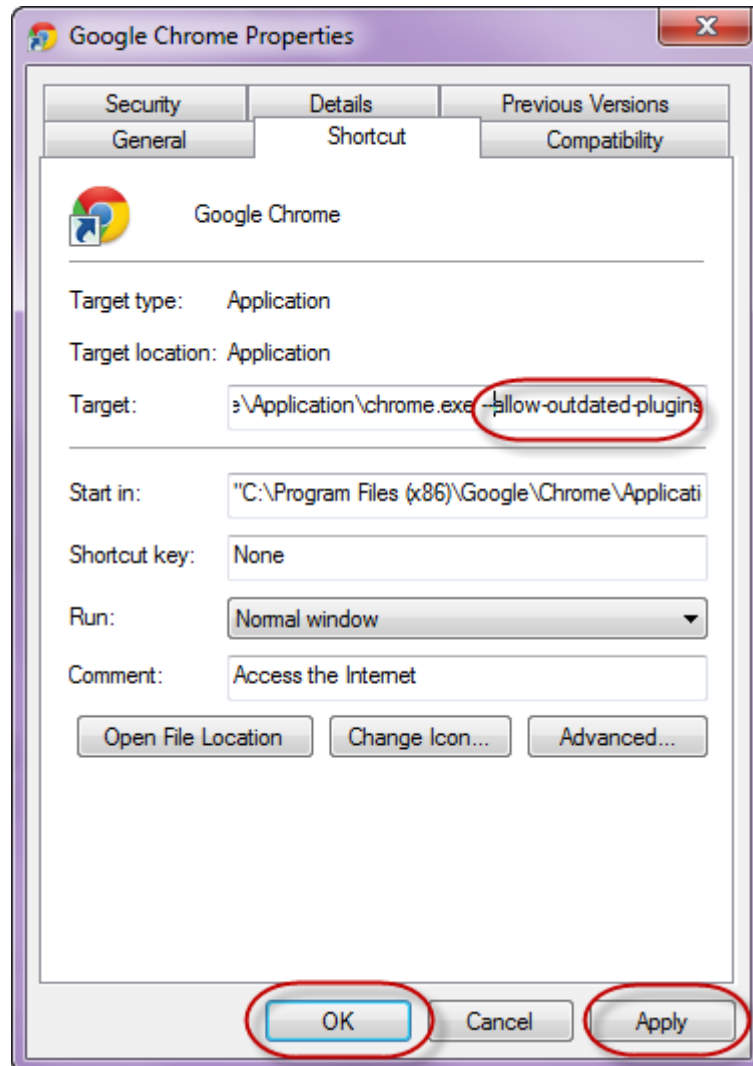 Google Chrome Properties
Security Details Previous Versions
General Shortcut Compatibility
Google Chrome
Target type: Application
Target location: Application
Target: e\Application\chrome.exe --allow-outdated-plugins
Start in: "C:\Program Files (x86)\Google\Chrome\Applicati
Shortcut key: None
Run: Normal window
Comment: Access the Internet
Open File Location Change Icon... Advanced...
OK Cancel Apply